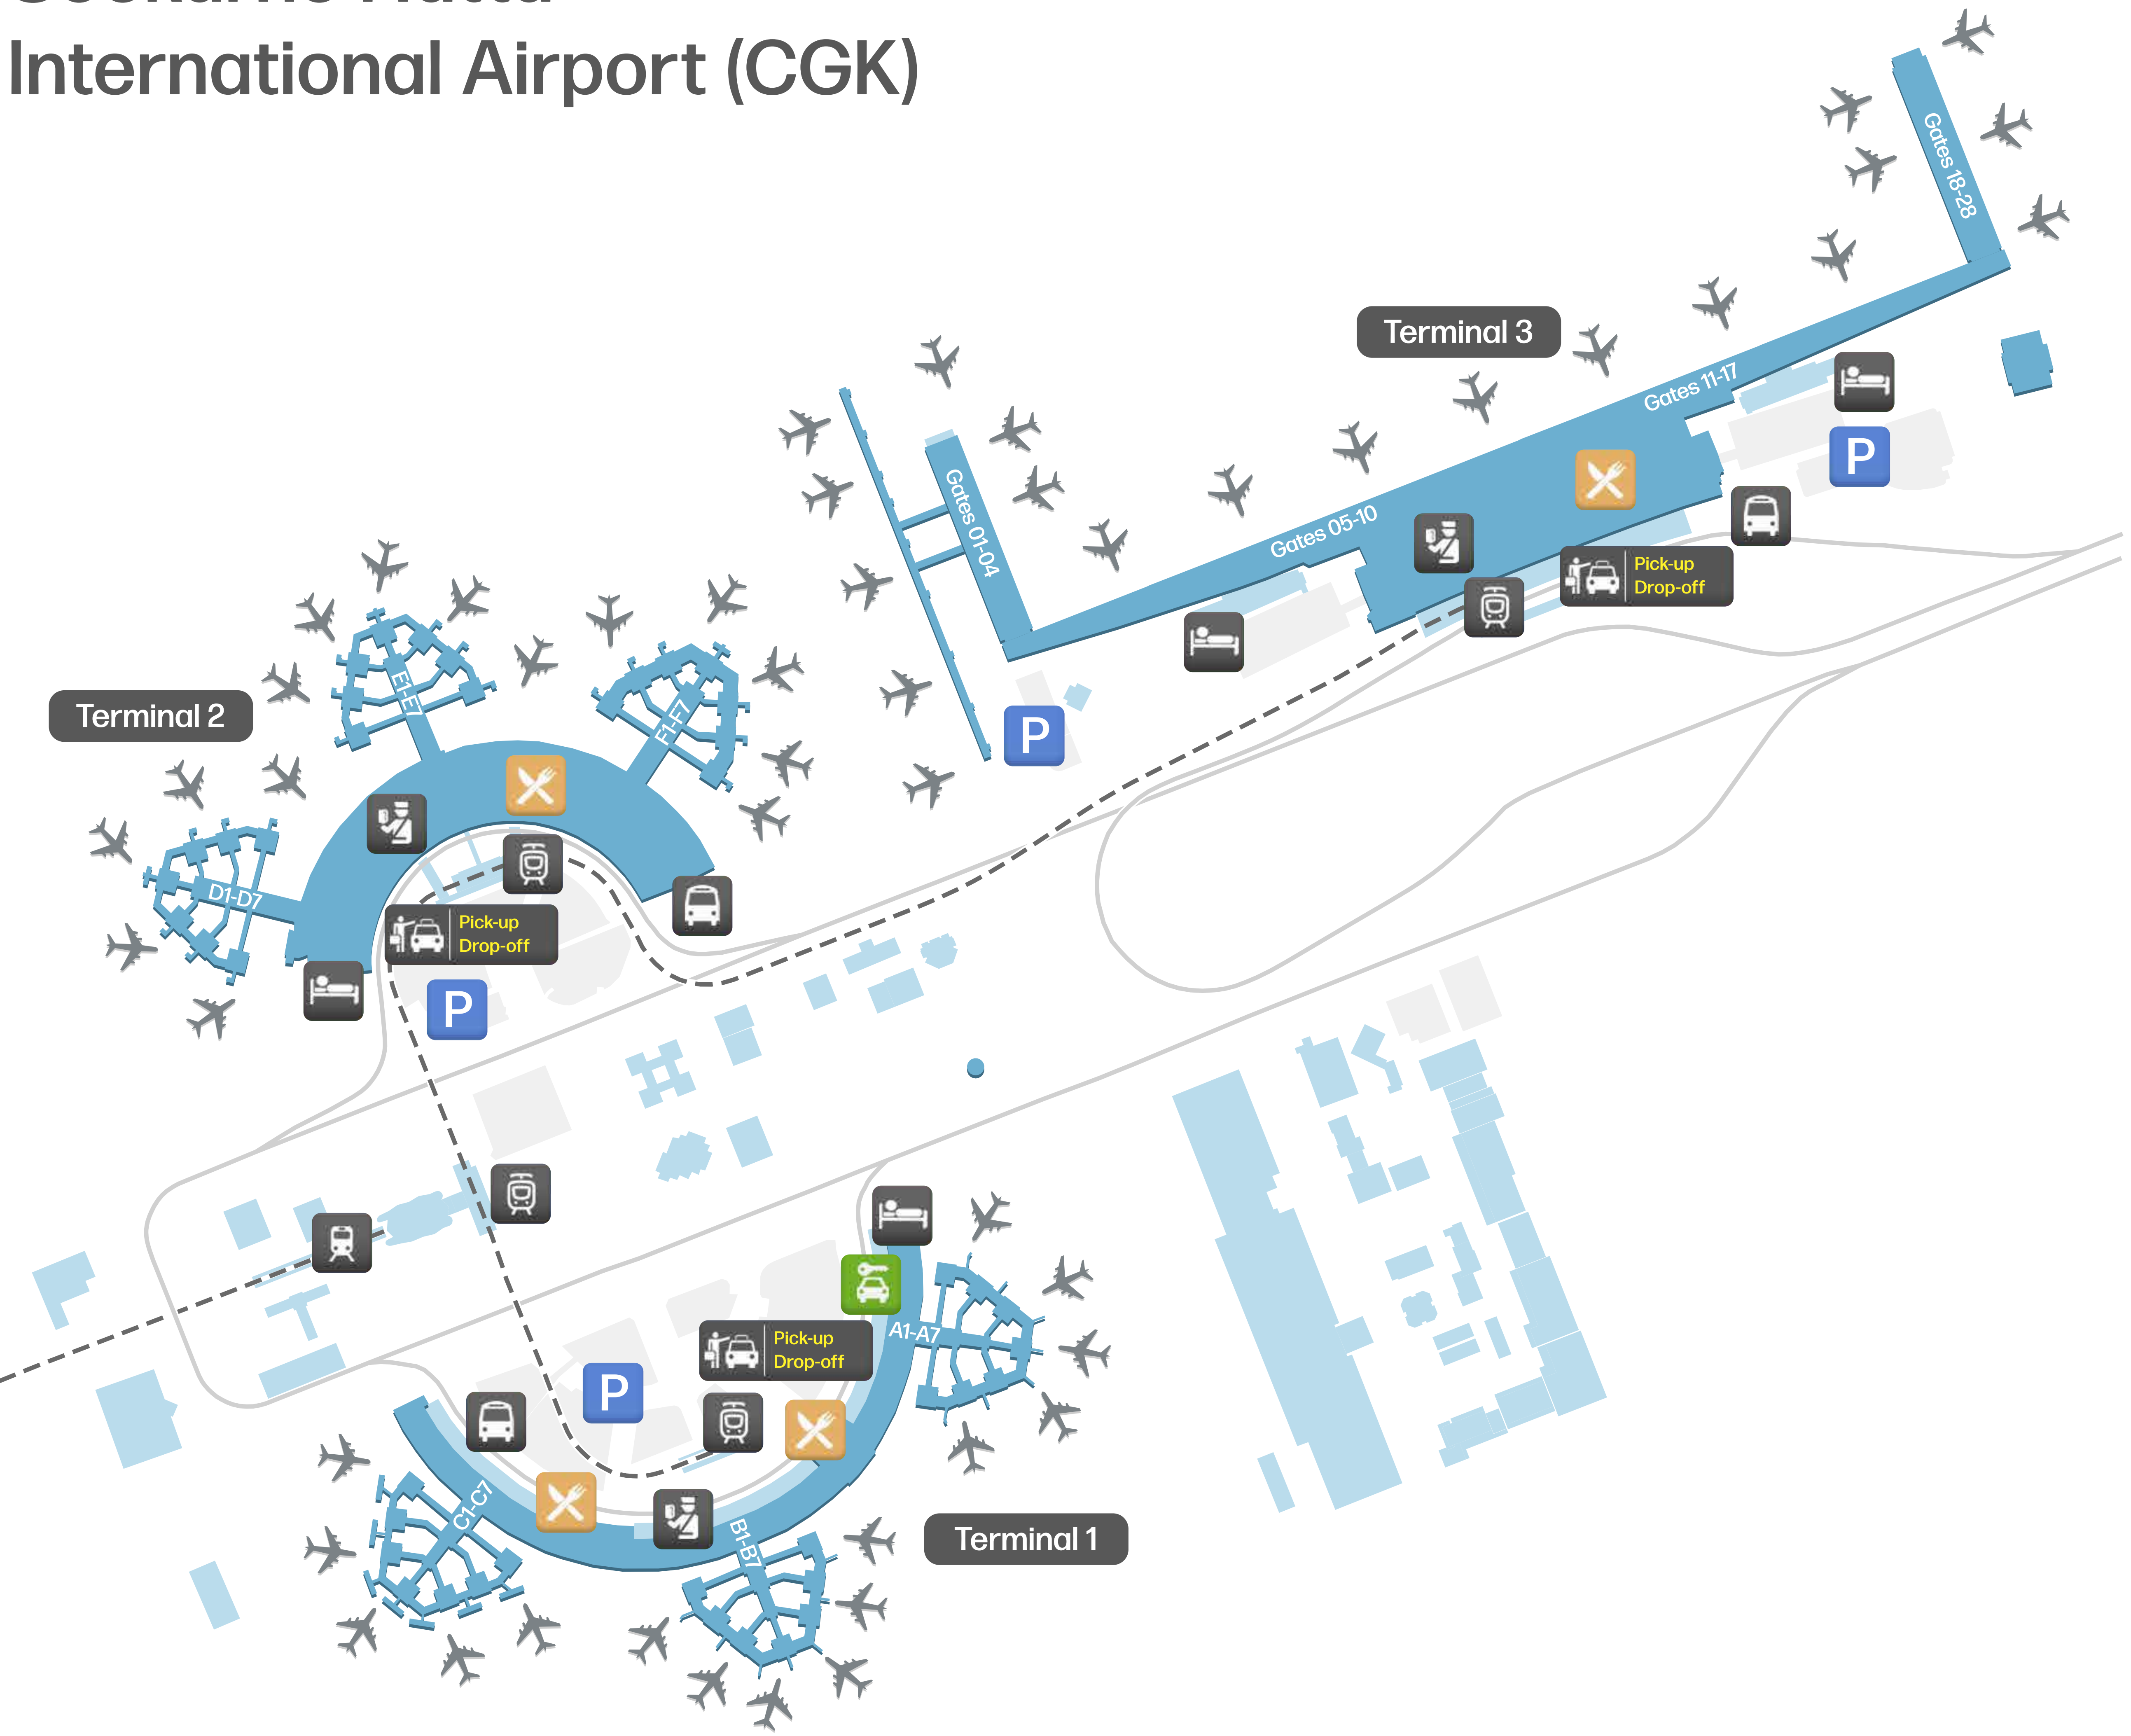 International Airport (CGK)
Gates 18-28
Terminal 3
Gates 11-17
Gates 01-04
Gates 05-10
P
Pick-up
Drop-off
E1-E7
F1-F7
Terminal 2
P
D1-D7
Pick-up
Drop-off
P
A1-A7
Pick-up
Drop-off
P
C1-C7
B1-B7
Terminal 1